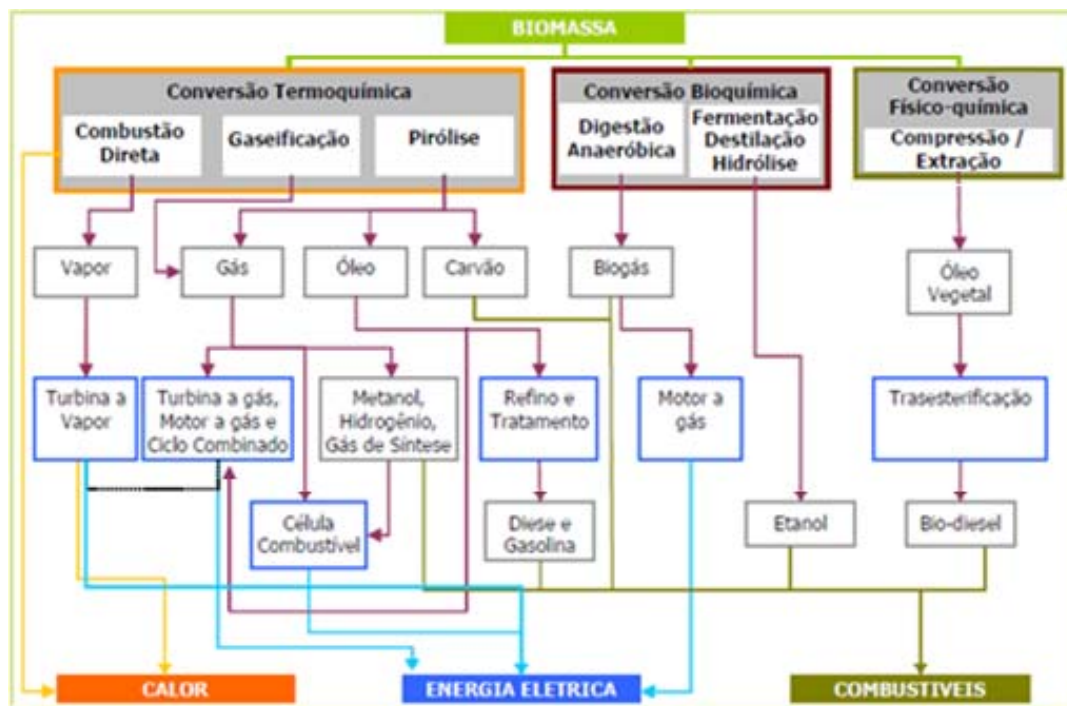 BIOMASSA
Conversão Termoquímica
Combustão
Direta
Gaseificação
Pirólise
Conversão Bioquímica
Digestão
Anaeróbica
Fermentação
Destilação
Hidrólise
Conversão
Físico-química
Compressão /
Extração
Vapor
Gás
Óleo
Carvão
Biogás
Óleo
Vegetal
Turbina a
Vapor
Turbina a gás,
Motor a gás e
Ciclo Combinado
Metanol,
Hidrogênio,
Gás de Síntese
Refino e
Tratamento
Motor a
gás
Trasesterificação
Célula
Combustível
Diese e
Gasolina
Etanol
Bio-diesel
CALOR
ENERGIA ELETRICA
COMBUSTIVEIS